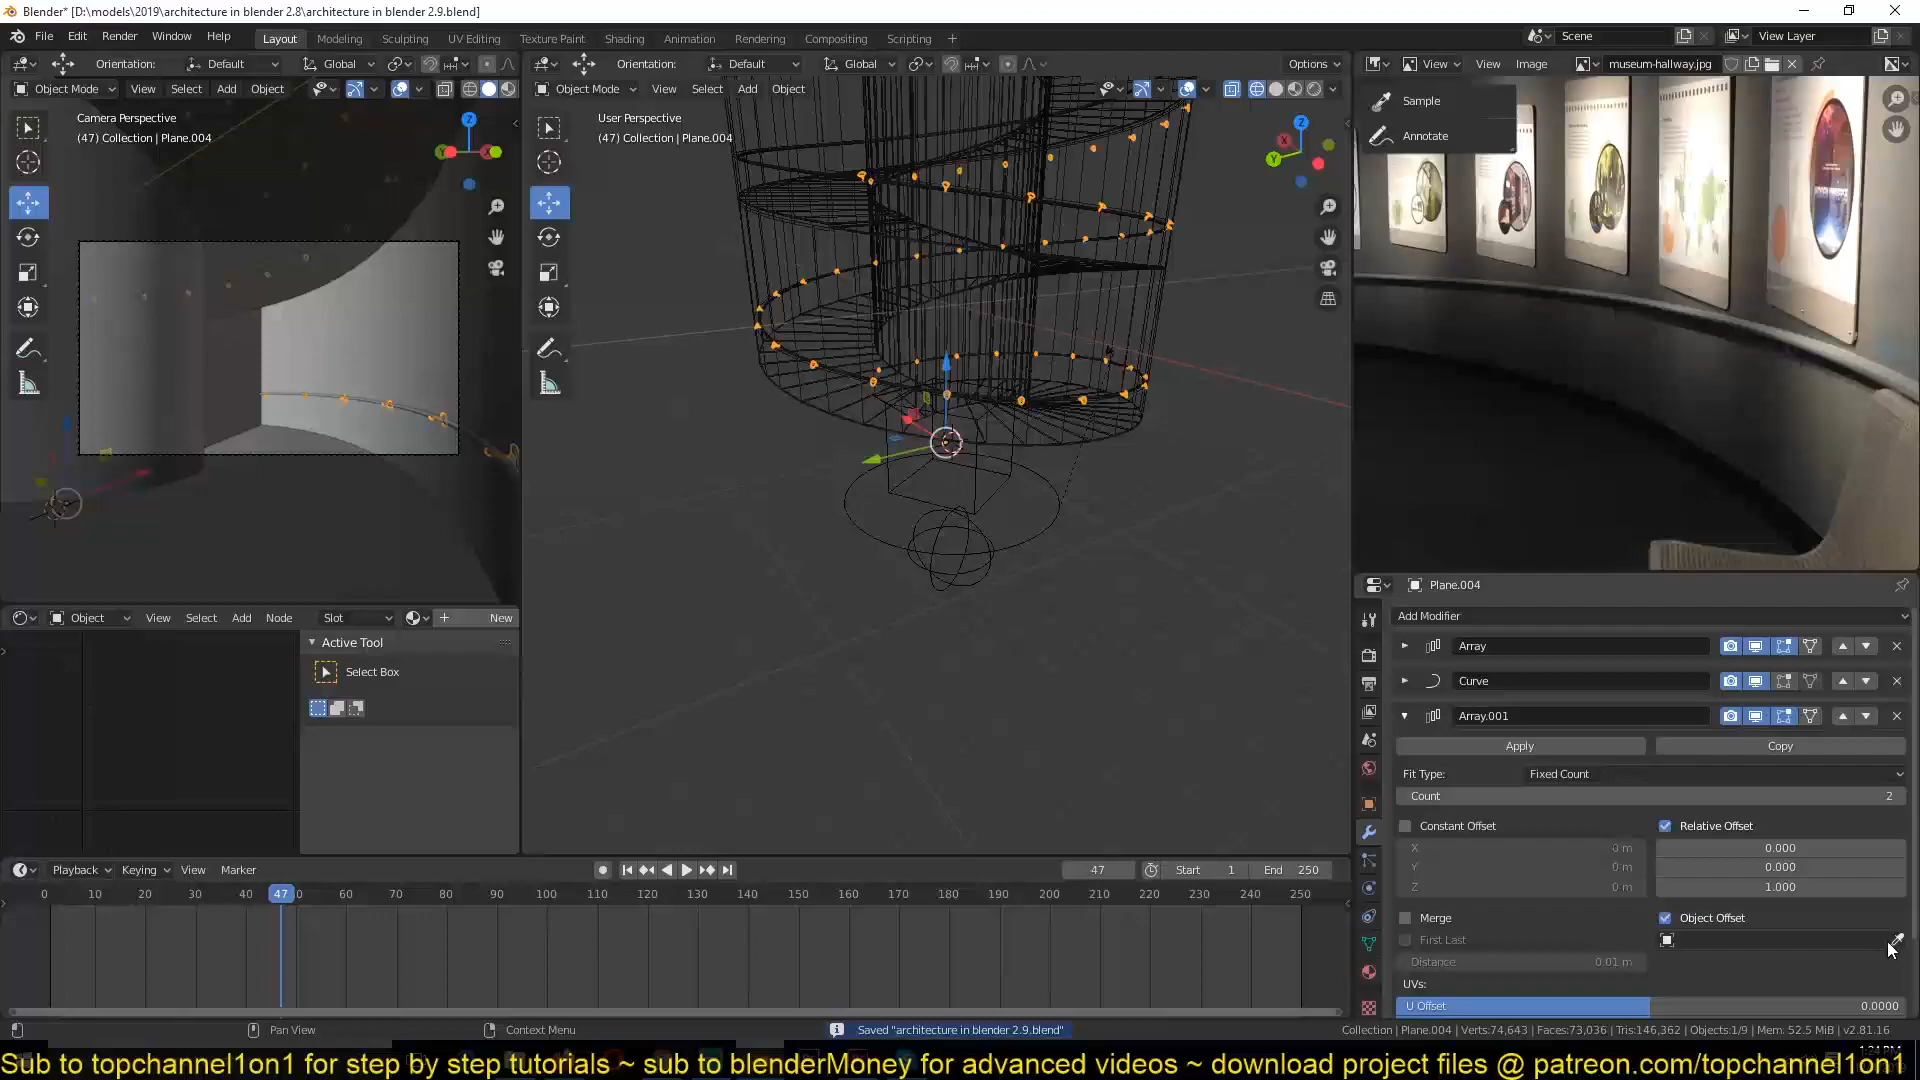 Blender* [D:\models\2019\architecture in blender 2.8\architecture in blender 2.9.blend]
File Edit Render Window Help Layout Modeling Sculpting UV Editing Texture Paint Shading Animation Rendering Compositing Scripting + Scene View Layer
Orientation: Default Global
Orientation: Default Global Options
View View Image museum-hallway.jpg
Object Mode View Select Add Object
Object Mode View Select Add Object
Camera Perspective
(47) Collection | Plane.004
User Perspective
(47) Collection | Plane.004
Sample
Annotate
Z
Y
X
Z
Y
X
Plane.004
Add Modifier
Array
Curve
Array.001
Apply Copy
Fit Type: Fixed Count
Count 2
Constant Offset Relative Offset
X 0 m 0.000
Y 0 m 0.000
Z 0 m 1.000
Merge Object Offset
First Last
Distance 0.01 m
UVs:
U Offset 0.0000
Object View Select Add Node Slot New
Active Tool
Select Box
Playback Keying View Marker 47 Start 1 End 250
0 10 20 30 40 47 0 60 70 80 90 100 110 120 130 140 150 160 170 180 190 200 210 220 230 240 250
Pan View Context Menu Saved "architecture in blender 2.9.blend" Collection | Plane.004 | Verts:74,643 | Faces:73,036 | Tris:146,362 | Objects:1/9 | Mem: 52.5 MiB | v2.81.16
1:24 PM
Sub to topchannel1on1 for step by step tutorials ~ sub to blenderMoney for advanced videos ~ download project files @ patreon.com/topchannel1on1